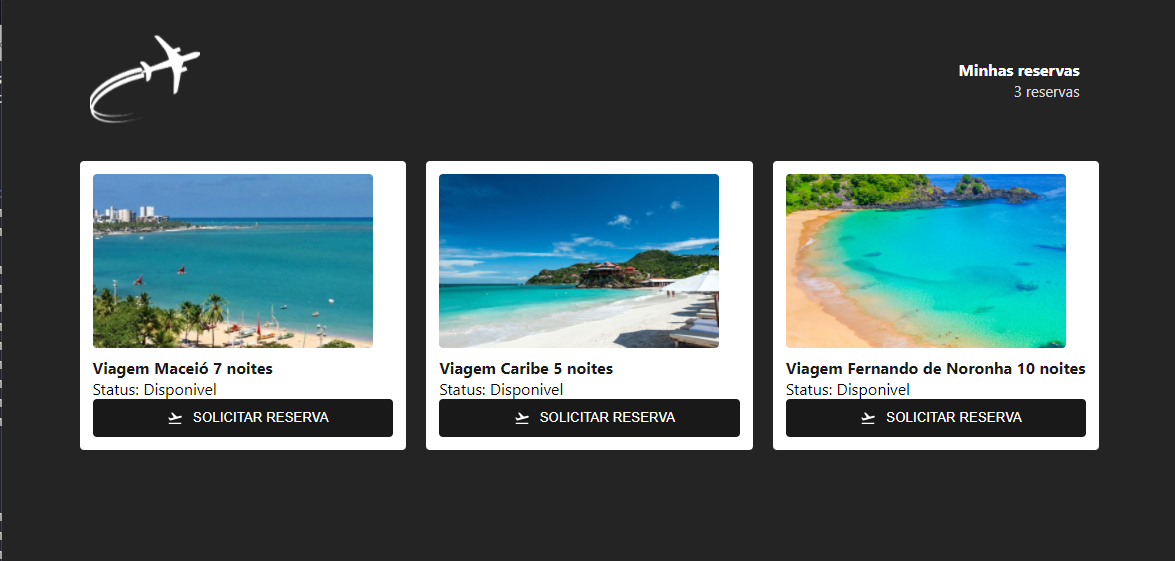 Minhas reservas
3 reservas
Viagem Maceió 7 noites
Status: Disponivel
SOLICITAR RESERVA
Viagem Caribe 5 noites
Status: Disponivel
SOLICITAR RESERVA
Viagem Fernando de Noronha 10 noites
Status: Disponivel
SOLICITAR RESERVA